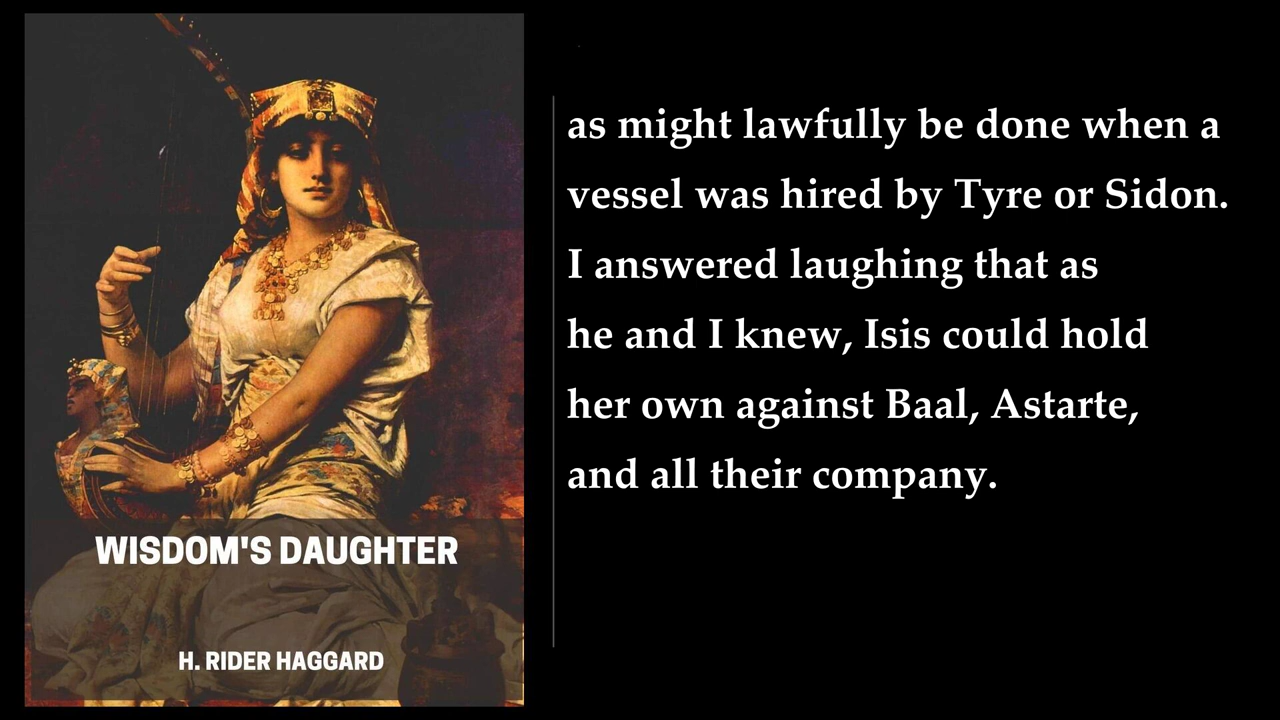 WISDOM'S DAUGHTER
H. RIDER HAGGARD
as might lawfully be done when a
vessel was hired by Tyre or Sidon.
I answered laughing that as
he and I knew, Isis could hold
her own against Baal, Astarte,
and all their company.